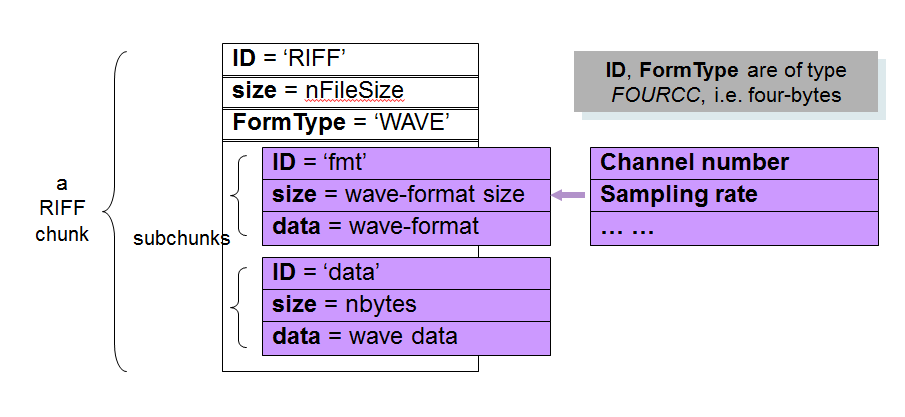 ID = ‘RIFF’
size = nFileSize
FormType = ‘WAVE’
ID = ‘fmt’
size = wave-format size
data = wave-format
ID = ‘data’
size = nbytes
data = wave data
a
RIFF
chunk
subchunks
ID, FormType are of type
FOURCC, i.e. four-bytes
Channel number
Sampling rate
… …